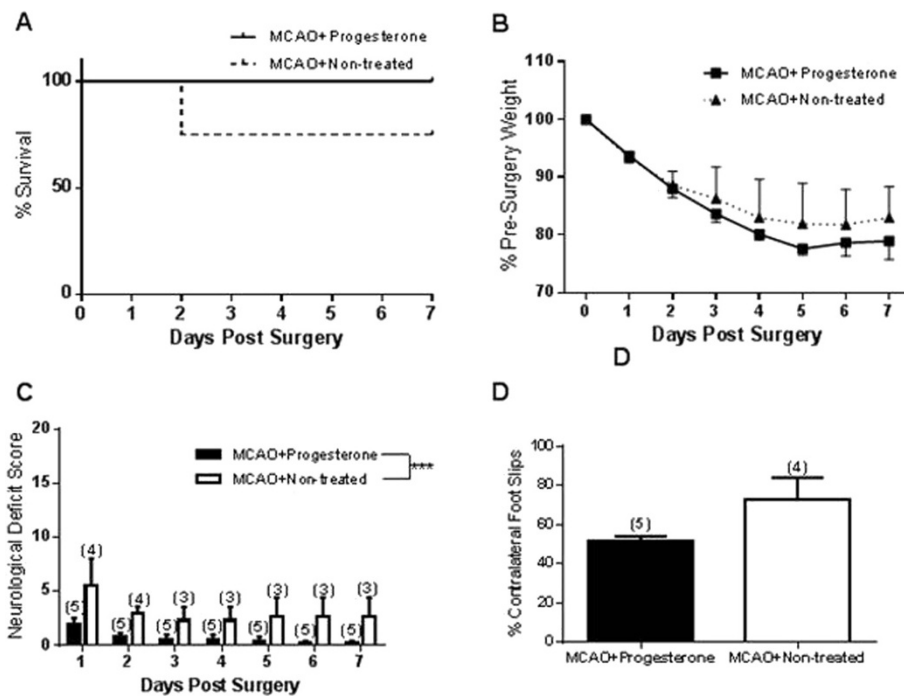 A
MCAO+Progesterone
MCAO+Non-treated
100
50
0
% Survival
0 1 2 3 4 5 6 7
Days Post Surgery
B
MCAO+Progesterone
MCAO+Non-treated
110
100
90
80
70
% Pre-Surgery Weight
0 1 2 3 4 5 6 7
Days Post Surgery
D
C
MCAO+Progesterone
MCAO+Non-treated
***
20
15
10
5
0
Neurological Deficit Score
(5) (4) (5) (4) (5) (3) (5) (3) (5) (3) (5) (3) (5) (3)
1 2 3 4 5 6 7
Days Post Surgery
D
100
80
60
40
20
0
% Contralateral Foot Slips
(5) (4)
MCAO+Progesterone MCAO+Non-treated